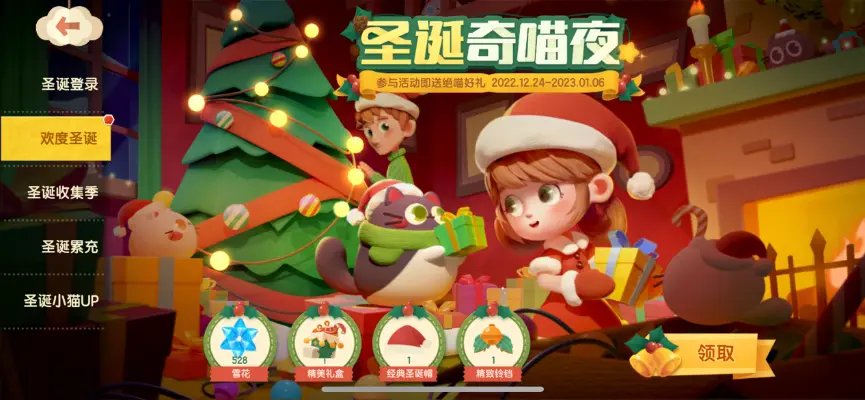 圣诞奇喵夜
参与活动即送绝喵好礼 2022.12.24~2023.01.06
圣诞登录
欢度圣诞
圣诞收集季
圣诞累充
圣诞小猫UP
528
雪花
1
精美礼盒
1
经典圣诞帽
1
精致铃铛
领取